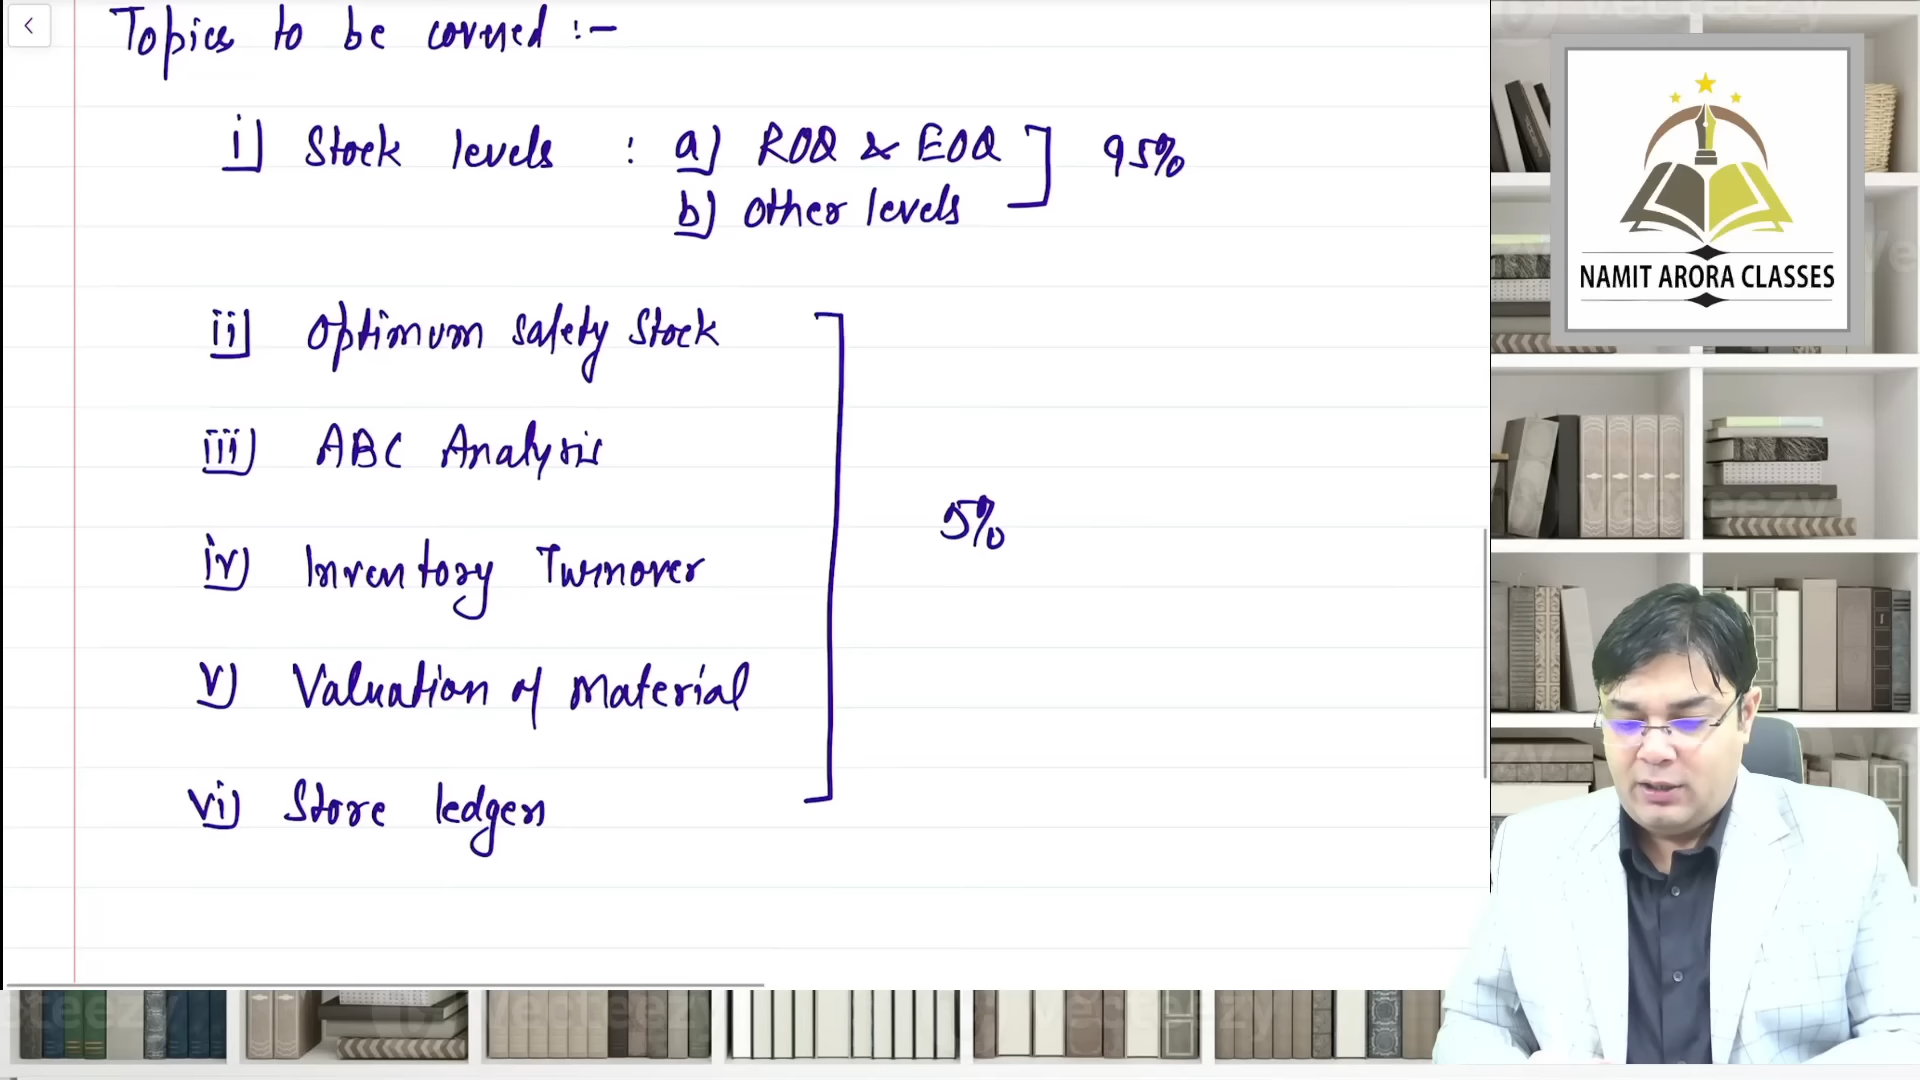 Topics to be covered :-
i) Stock levels : a) ROQ & EOQ ] 95%
b) Other levels
ii) Optimum Safety Stock
iii) ABC Analysis
5%
iv) Inventory Turnover
v) Valuation of Material
vi) Store ledger
NAMIT ARORA CLASSES